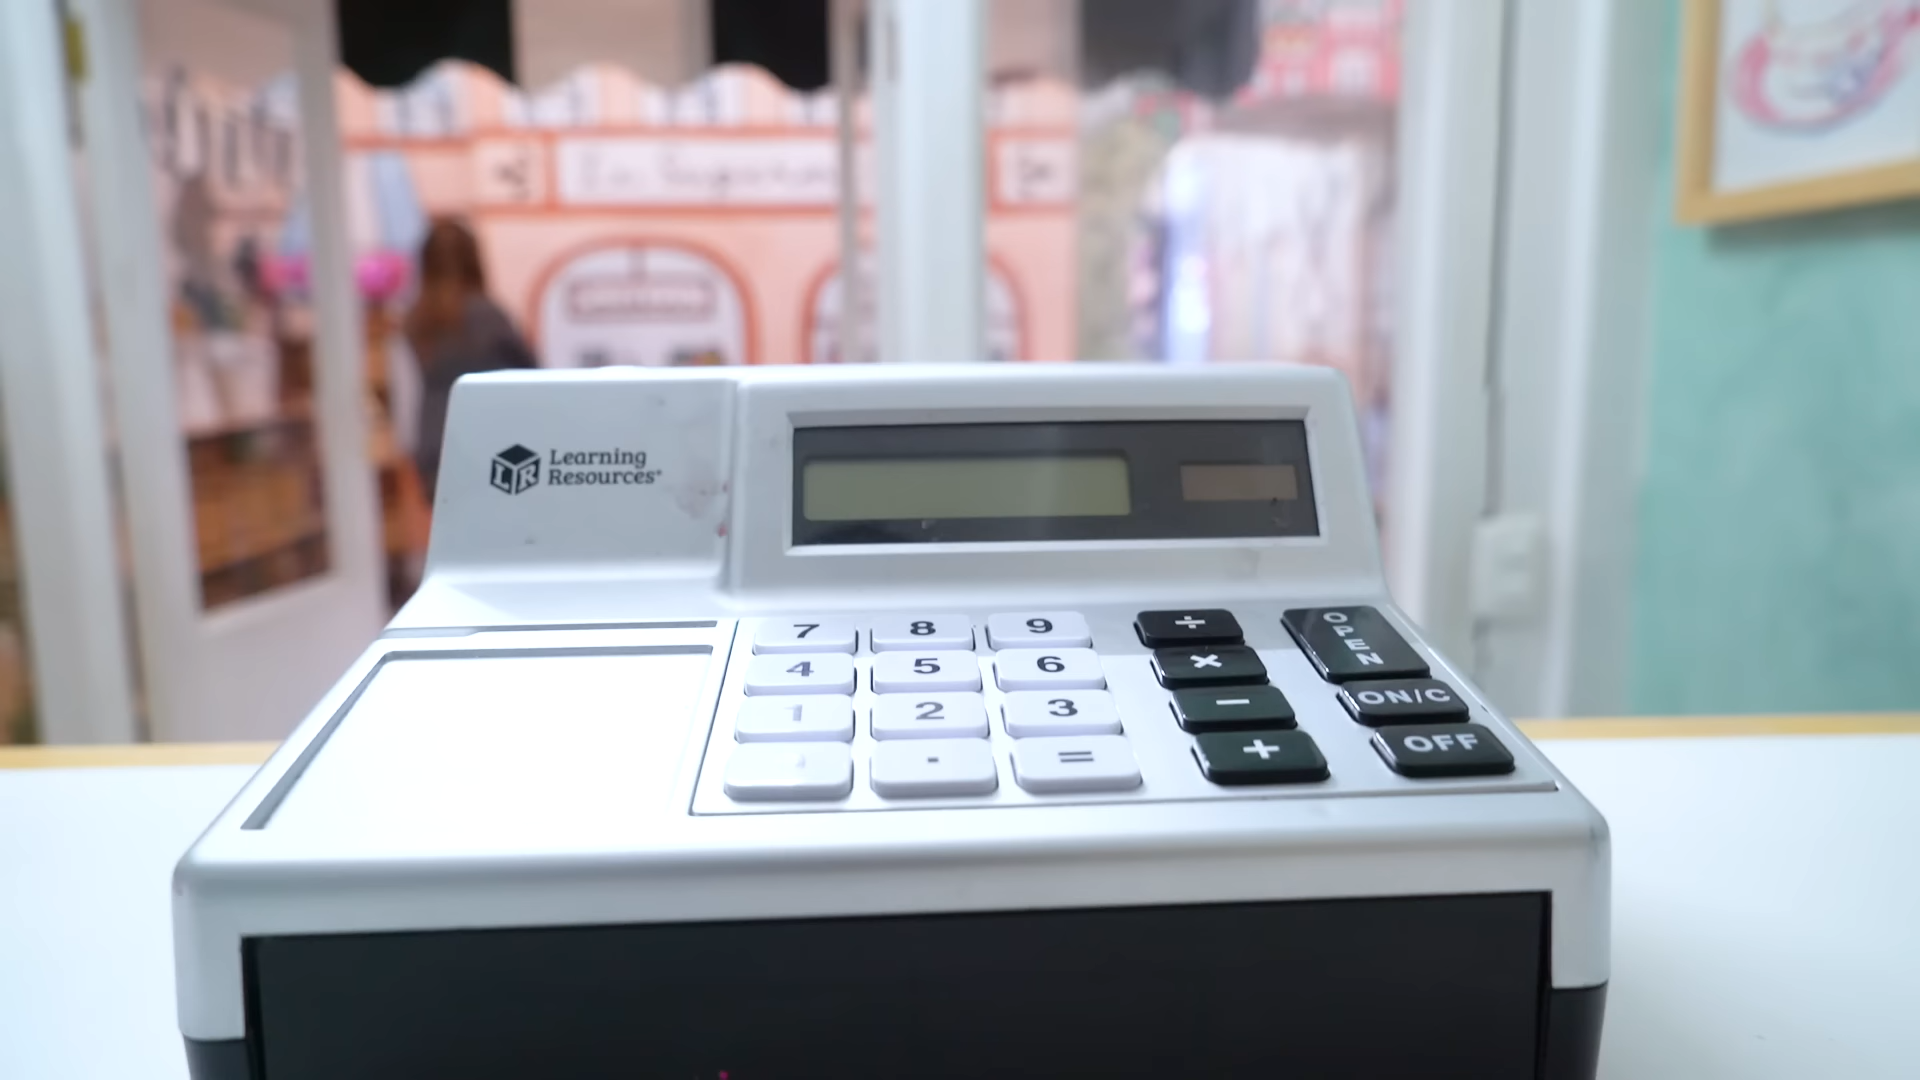 Learning
Resources
7 8 9 ÷ OPEN
4 5 6 × ON/C
1 2 3 − OFF
. = +